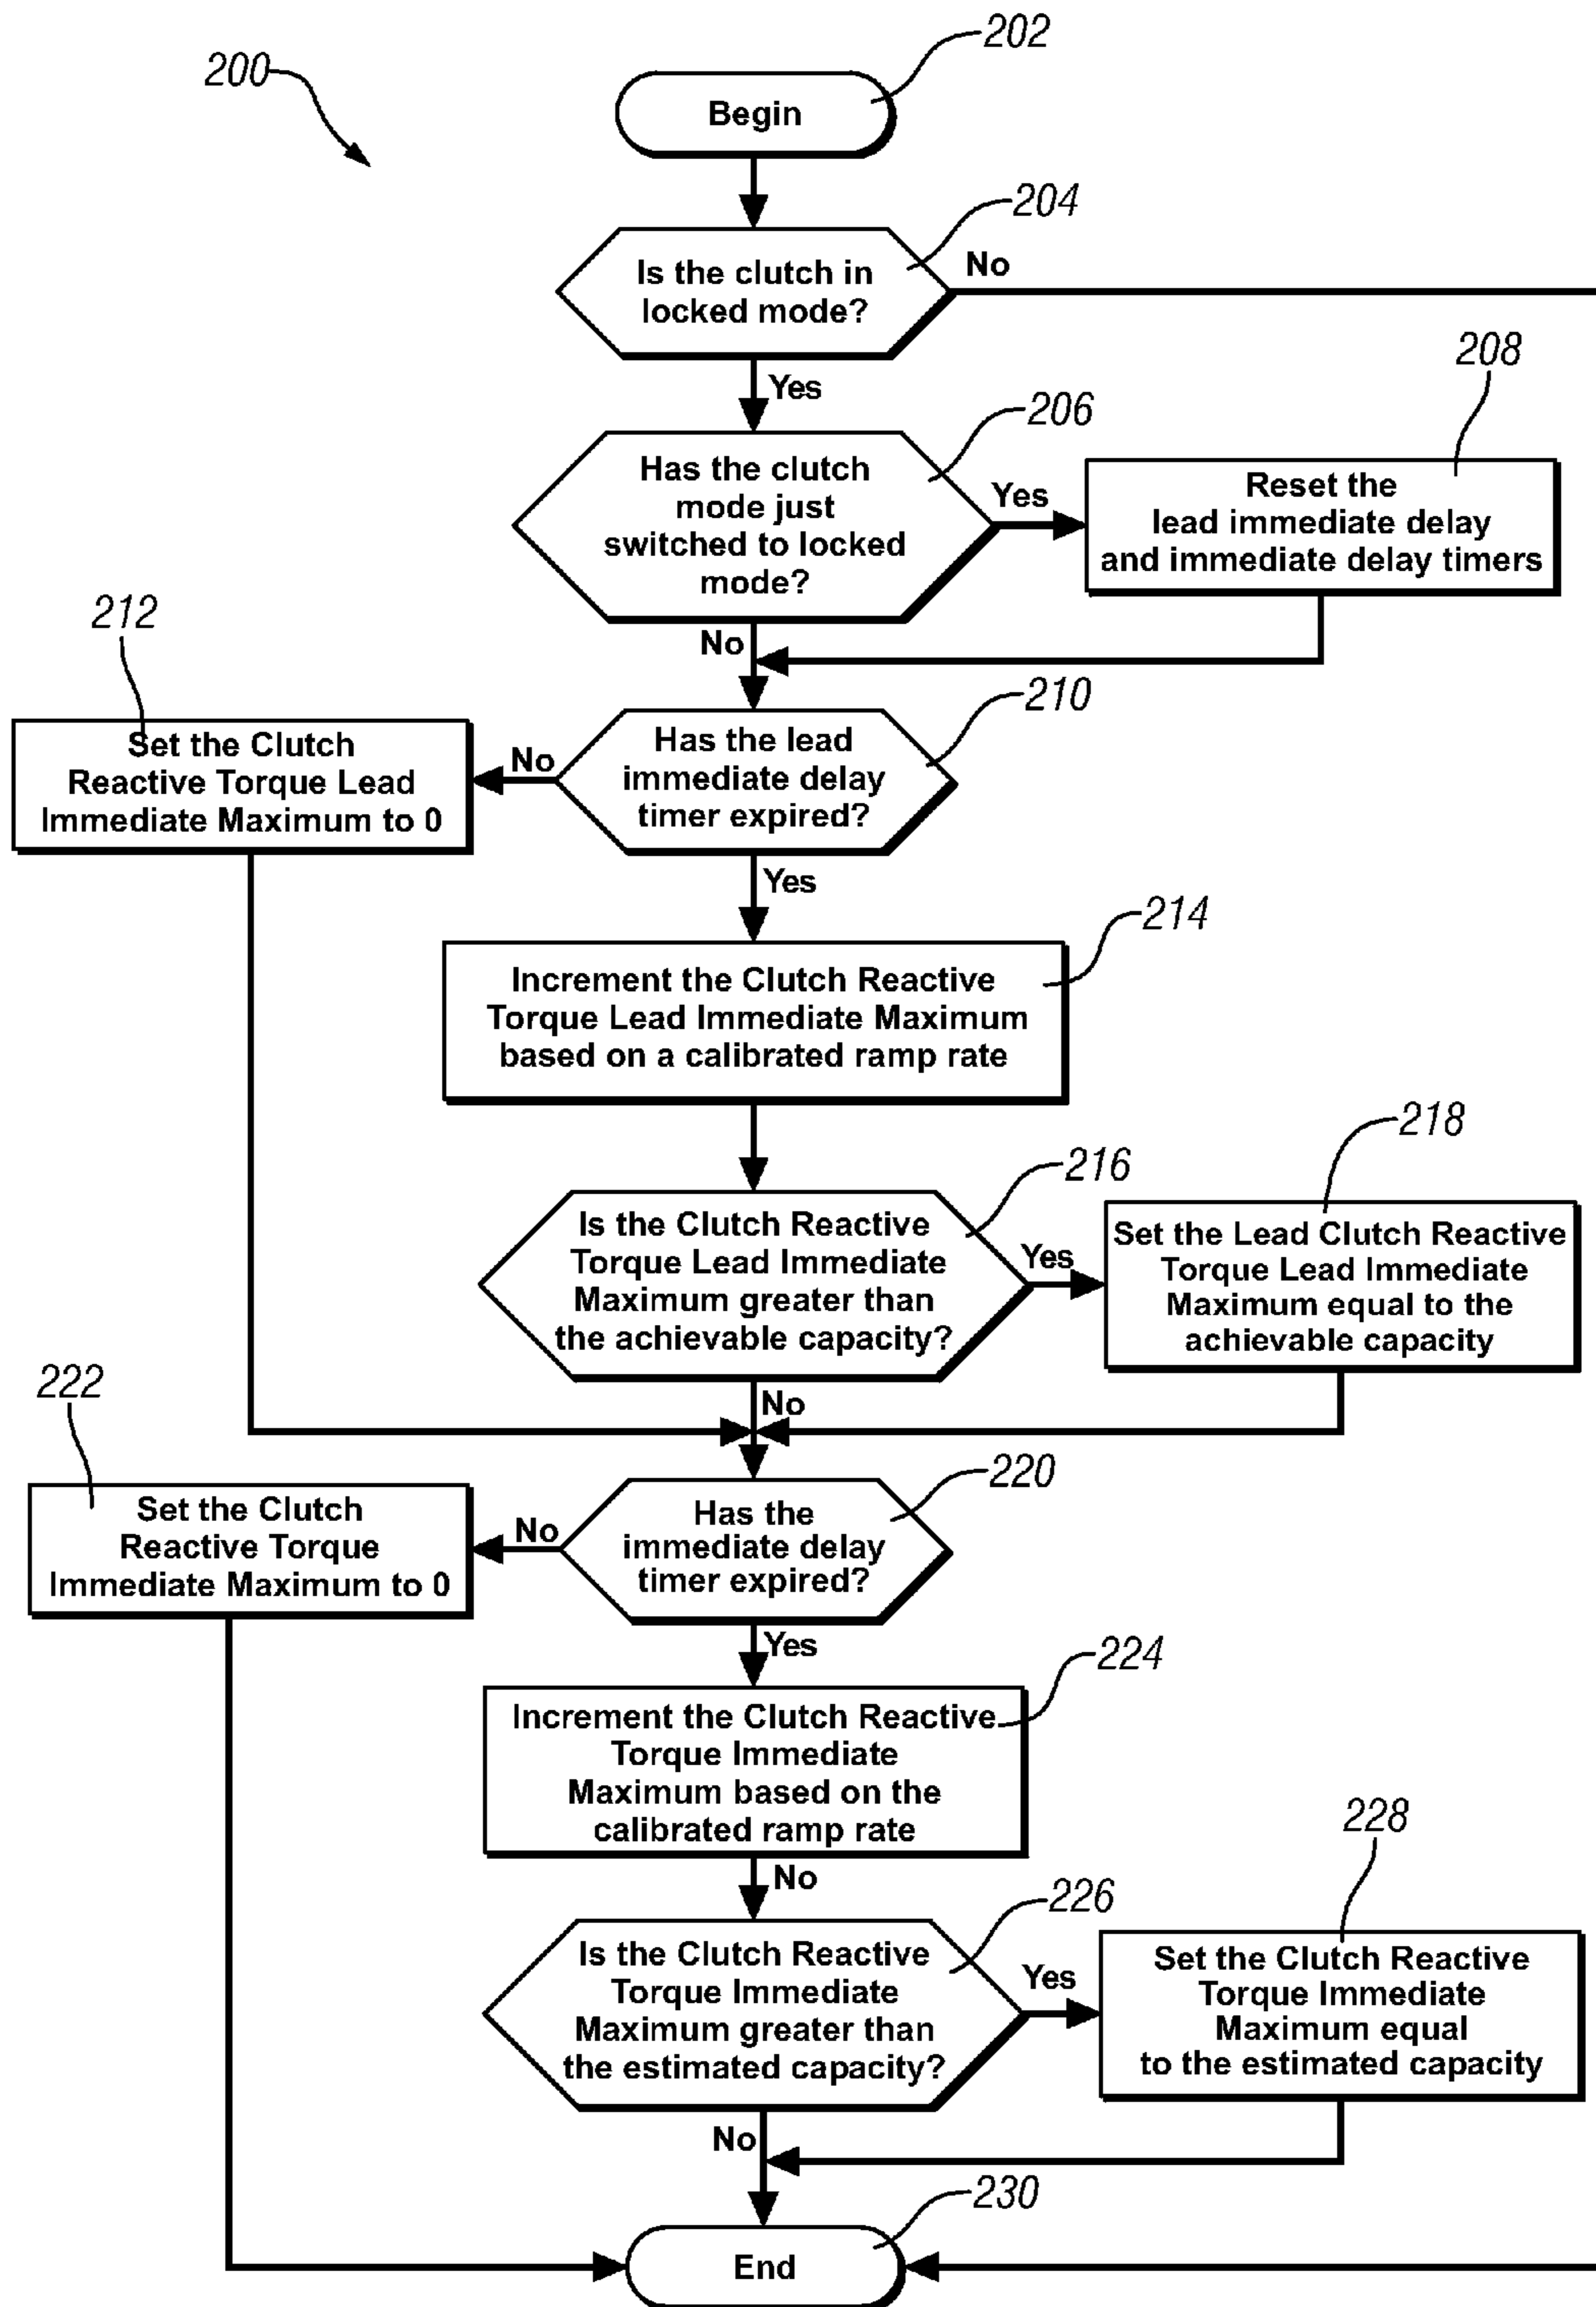 200
202
Begin
204
Is the clutch in
locked mode?
No
Yes
206
Has the clutch
mode just
switched to locked
mode?
Yes
208
Reset the
lead immediate delay
and immediate delay timers
No
210
Has the lead
immediate delay
timer expired?
No
212
Set the Clutch
Reactive Torque Lead
Immediate Maximum to 0
Yes
214
Increment the Clutch Reactive
Torque Lead Immediate Maximum
based on a calibrated ramp rate
216
Is the Clutch Reactive
Torque Lead Immediate
Maximum greater than
the achievable capacity?
Yes
218
Set the Lead Clutch Reactive
Torque Lead Immediate
Maximum equal to the
achievable capacity
No
220
Has the
immediate delay
timer expired?
No
222
Set the Clutch
Reactive Torque
Immediate Maximum to 0
Yes
224
Increment the Clutch Reactive
Torque Immediate
Maximum based on the
calibrated ramp rate
No
226
Is the Clutch Reactive
Torque Immediate
Maximum greater than
the estimated capacity?
Yes
228
Set the Clutch Reactive
Torque Immediate
Maximum equal
to the estimated capacity
No
230
End